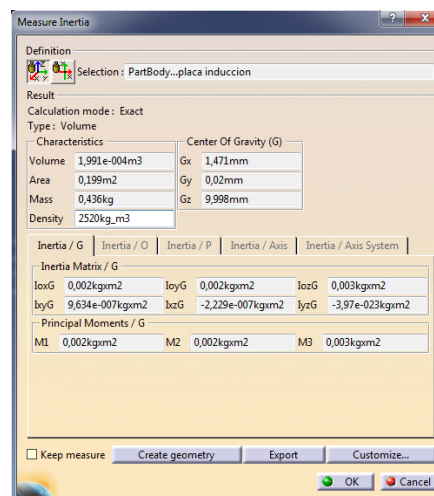 Measure Inertia
Definition
Selection : PartBody...placa induccion
Result
Calculation mode : Exact
Type : Volume
Characteristics Center Of Gravity (G)
Volume 1,991e-004m3 Gx 1,471mm
Area 0,199m2 Gy 0,02mm
Mass 0,436kg Gz 9,998mm
Density 2520kg_m3
Inertia / G Inertia / O Inertia / P Inertia / Axis Inertia / Axis System
Inertia Matrix / G
IoxG 0,002kgxm2 IoyG 0,002kgxm2 IozG 0,003kgxm2
IxyG 9,634e-007kgxm2 IxzG -2,229e-007kgxm2 IyzG -3,97e-023kgxm2
Principal Moments / G
M1 0,002kgxm2 M2 0,002kgxm2 M3 0,003kgxm2
Keep measure Create geometry Export Customize...
OK Cancel